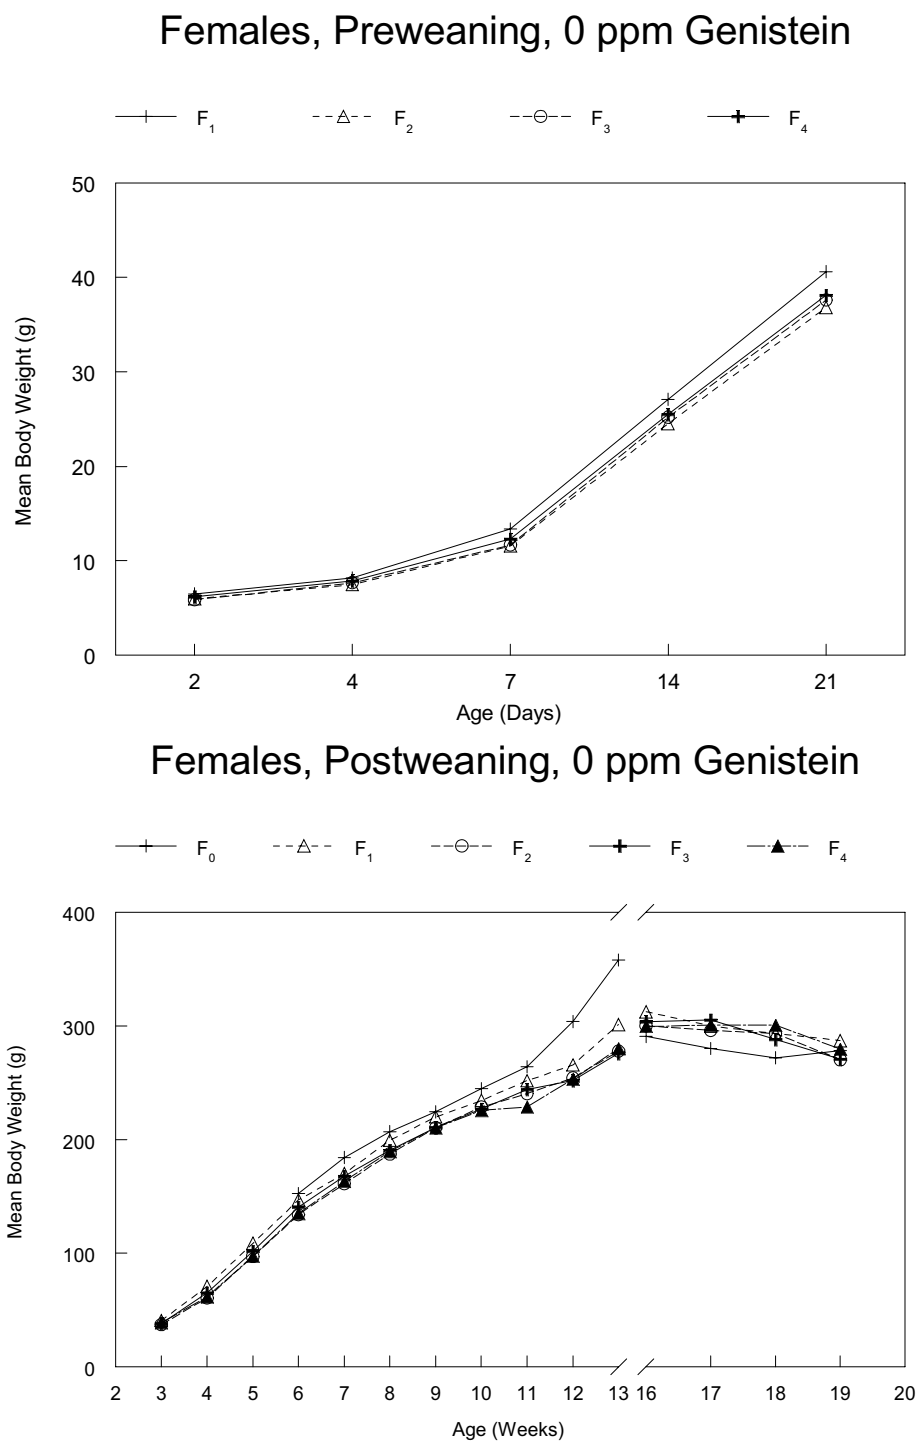 Females, Preweaning, 0 ppm Genistein
F1 F2 F3 F4
50
40
30
20
10
0
Mean Body Weight (g)
2 4 7 14 21
Age (Days)
Females, Postweaning, 0 ppm Genistein
F0 F1 F2 F3 F4
400
300
200
100
0
Mean Body Weight (g)
2 3 4 5 6 7 8 9 10 11 12 13 16 17 18 19 20
Age (Weeks)